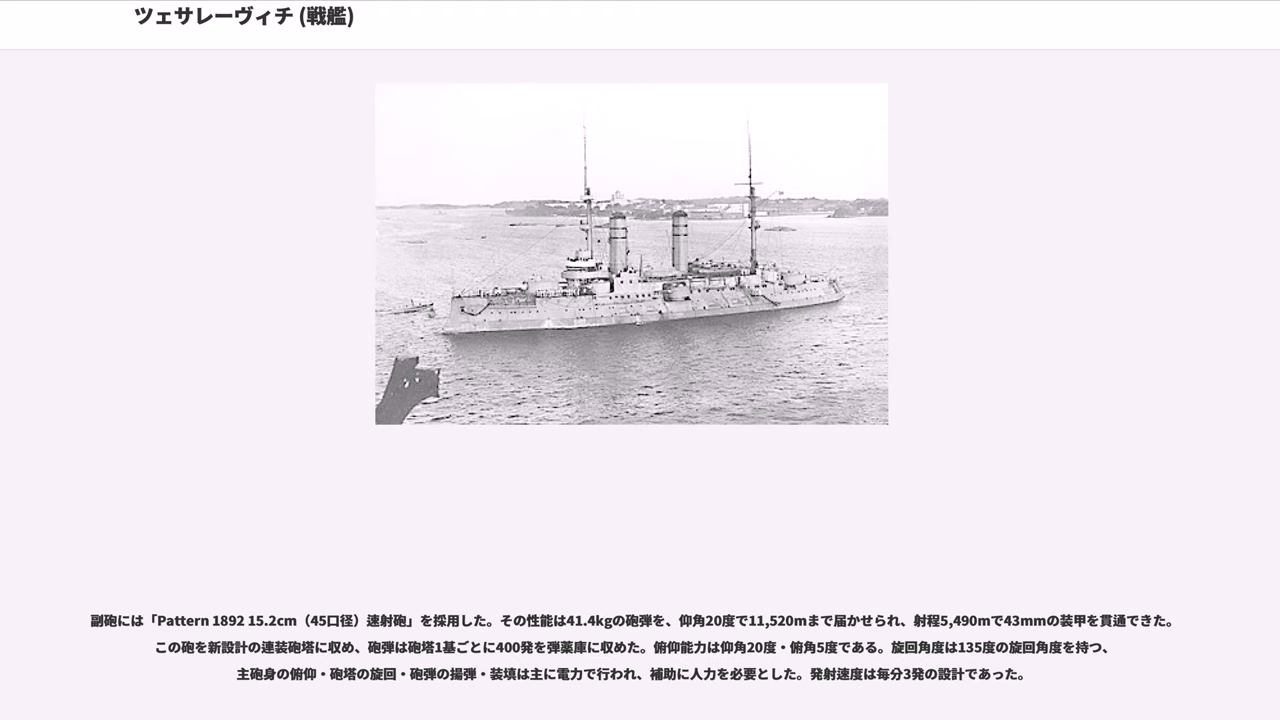 ツェサレーヴィチ (戦艦)
副砲には「Pattern 1892 15.2cm（45口径）速射砲」を採用した。その性能は41.4kgの砲弾を、仰角20度で11,520mまで届かせられ、射程5,490mで43mmの装甲を貫通できた。
この砲を新設計の連装砲塔に収め、砲弾は砲塔1基ごとに400発を弾薬庫に収めた。俯仰能力は仰角20度・俯角5度である。旋回角度は135度の旋回角度を持つ、
主砲身の俯仰・砲塔の旋回・砲弾の揚弾・装填は主に電力で行われ、補助に人力を必要とした。発射速度は毎分3発の設計であった。